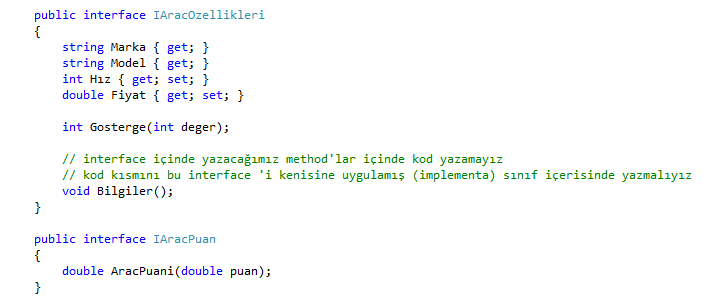 public interface IAracOzellikleri
{
string Marka { get; }
string Model { get; }
int Hız { get; set; }
double Fiyat { get; set; }
int Gosterge(int deger);
// interface içinde yazacağımız method'lar içinde kod yazamayız
// kod kısmını bu interface 'i kenisine uygulamış (implementa) sınıf içerisinde yazmalıyız
void Bilgiler();
}
public interface IAracPuan
{
double AracPuani(double puan);
}